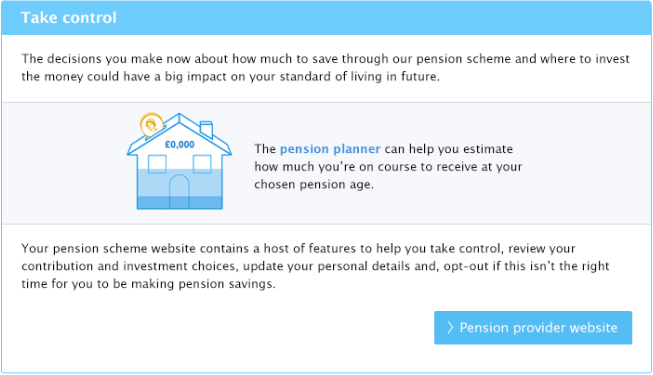 Take control
The decisions you make now about how much to save through our pension scheme and where to invest
the money could have a big impact on your standard of living in future.
£0,000
The pension planner can help you estimate
how much you’re on course to receive at your
chosen pension age.
Your pension scheme website contains a host of features to help you take control, review your
contribution and investment choices, update your personal details and, opt-out if this isn’t the right
time for you to be making pension savings.
> Pension provider website